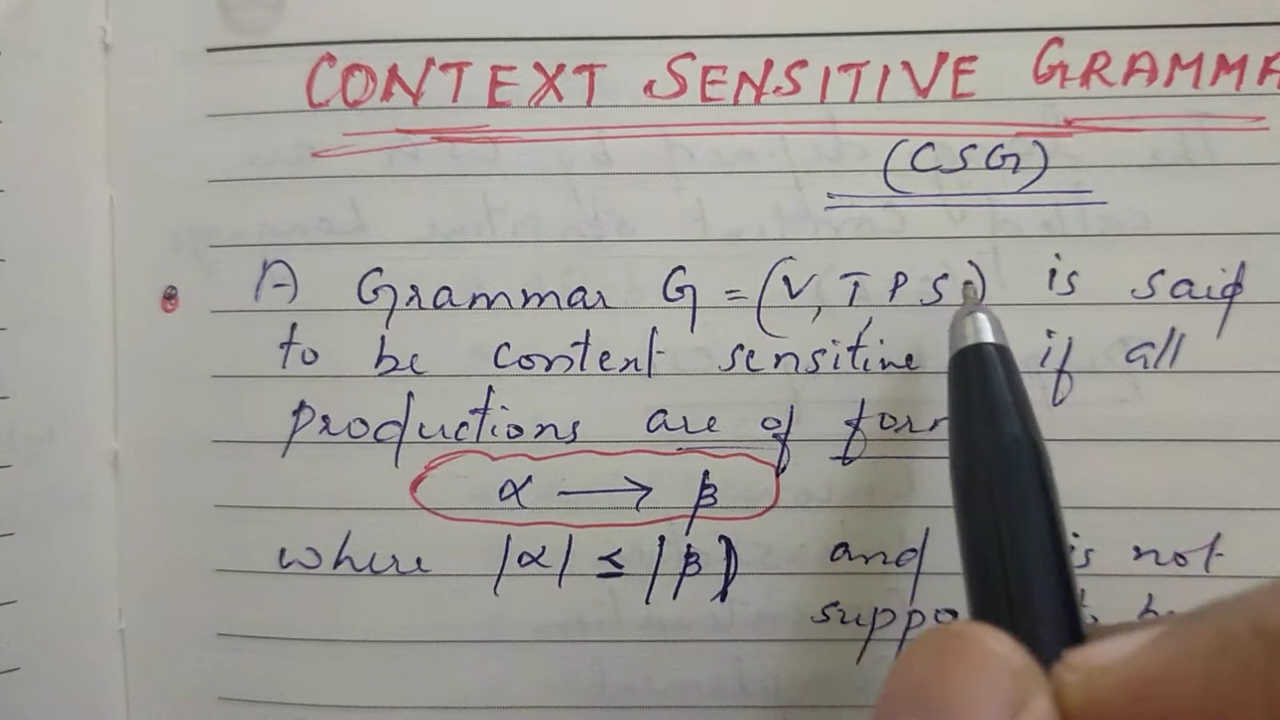 CONTEXT SENSITIVE GRAMMA
(CSG)
A Grammar G = (V, T P S) is said
to be context sensitive if all
productions are of for
α → β
where |α| ≤ |β| and is not
suppo